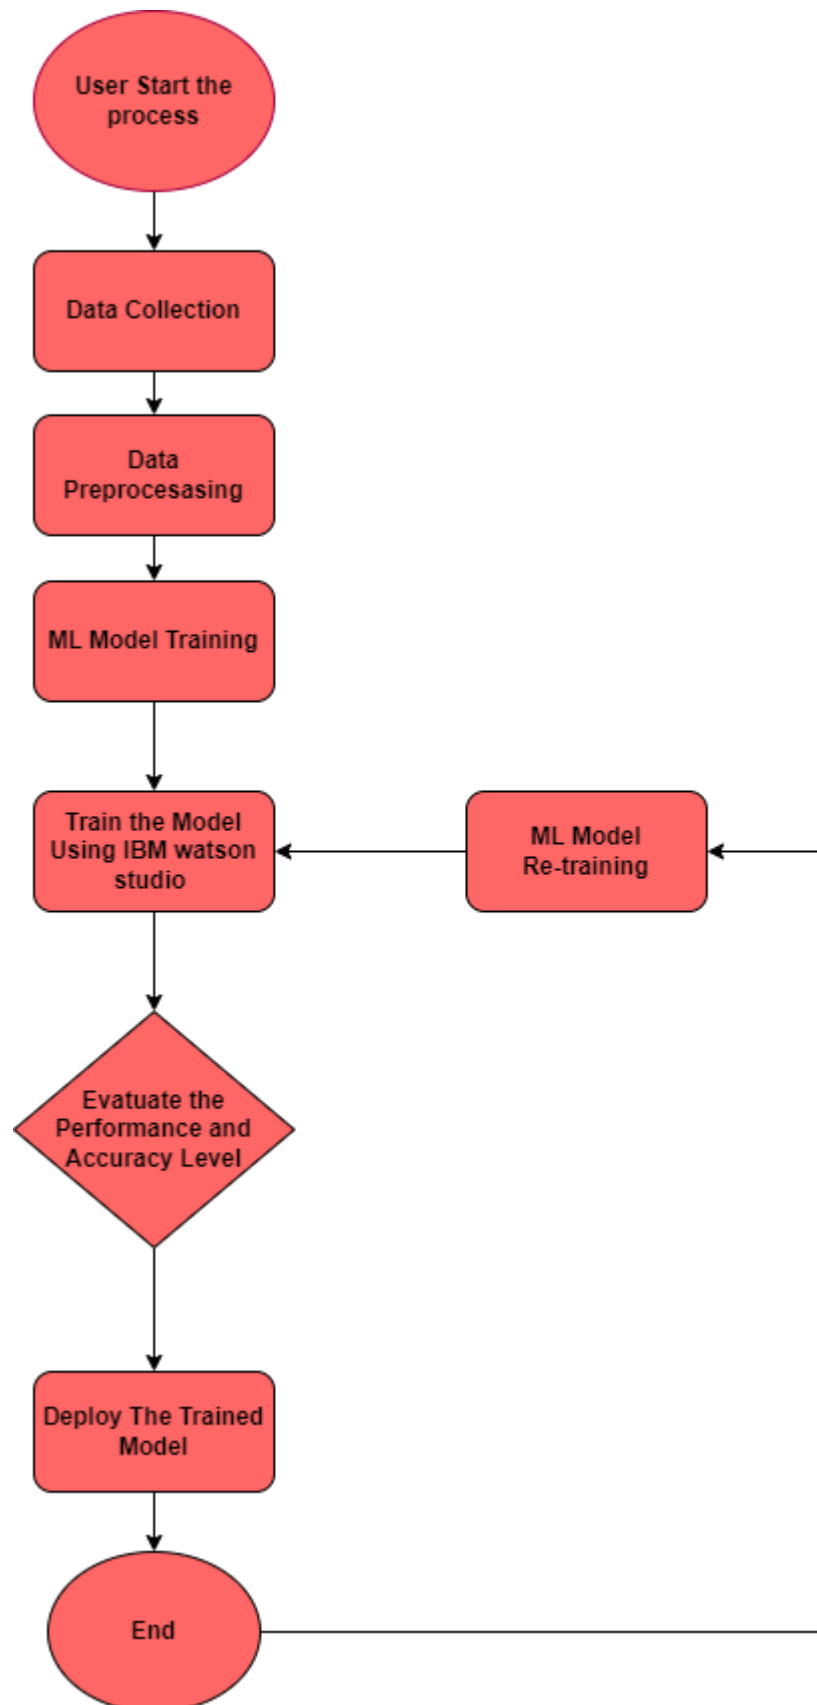 User Start the
process
Data Collection
Data
Preprocesasing
ML Model Training
Train the Model
Using IBM watson
studio
ML Model
Re-training
Evatuate the
Performance and
Accuracy Level
Deploy The Trained
Model
End